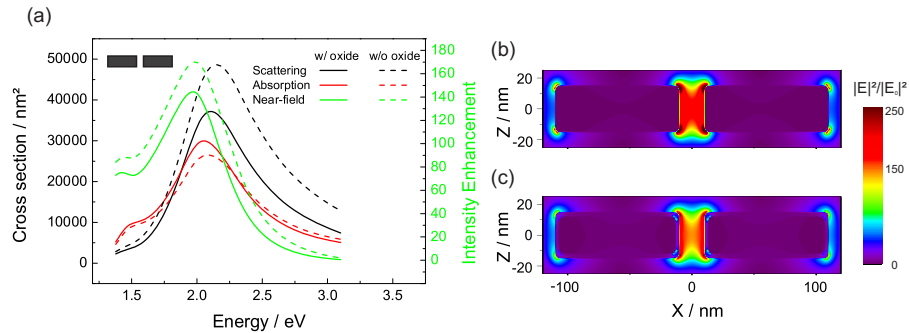 (a)
w/ oxide
w/o oxide
Scattering
Absorption
Near-field
50000
40000
30000
20000
10000
0
Cross section / nm²
180
160
140
120
100
80
60
40
20
0
Intensity Enhancement
1.5
2.0
2.5
3.0
3.5
Energy / eV
(b)
20
0
-20
Z / nm
(c)
20
0
-20
Z / nm
-100
0
100
X / nm
|E|²/|E₀|²
250
150
0